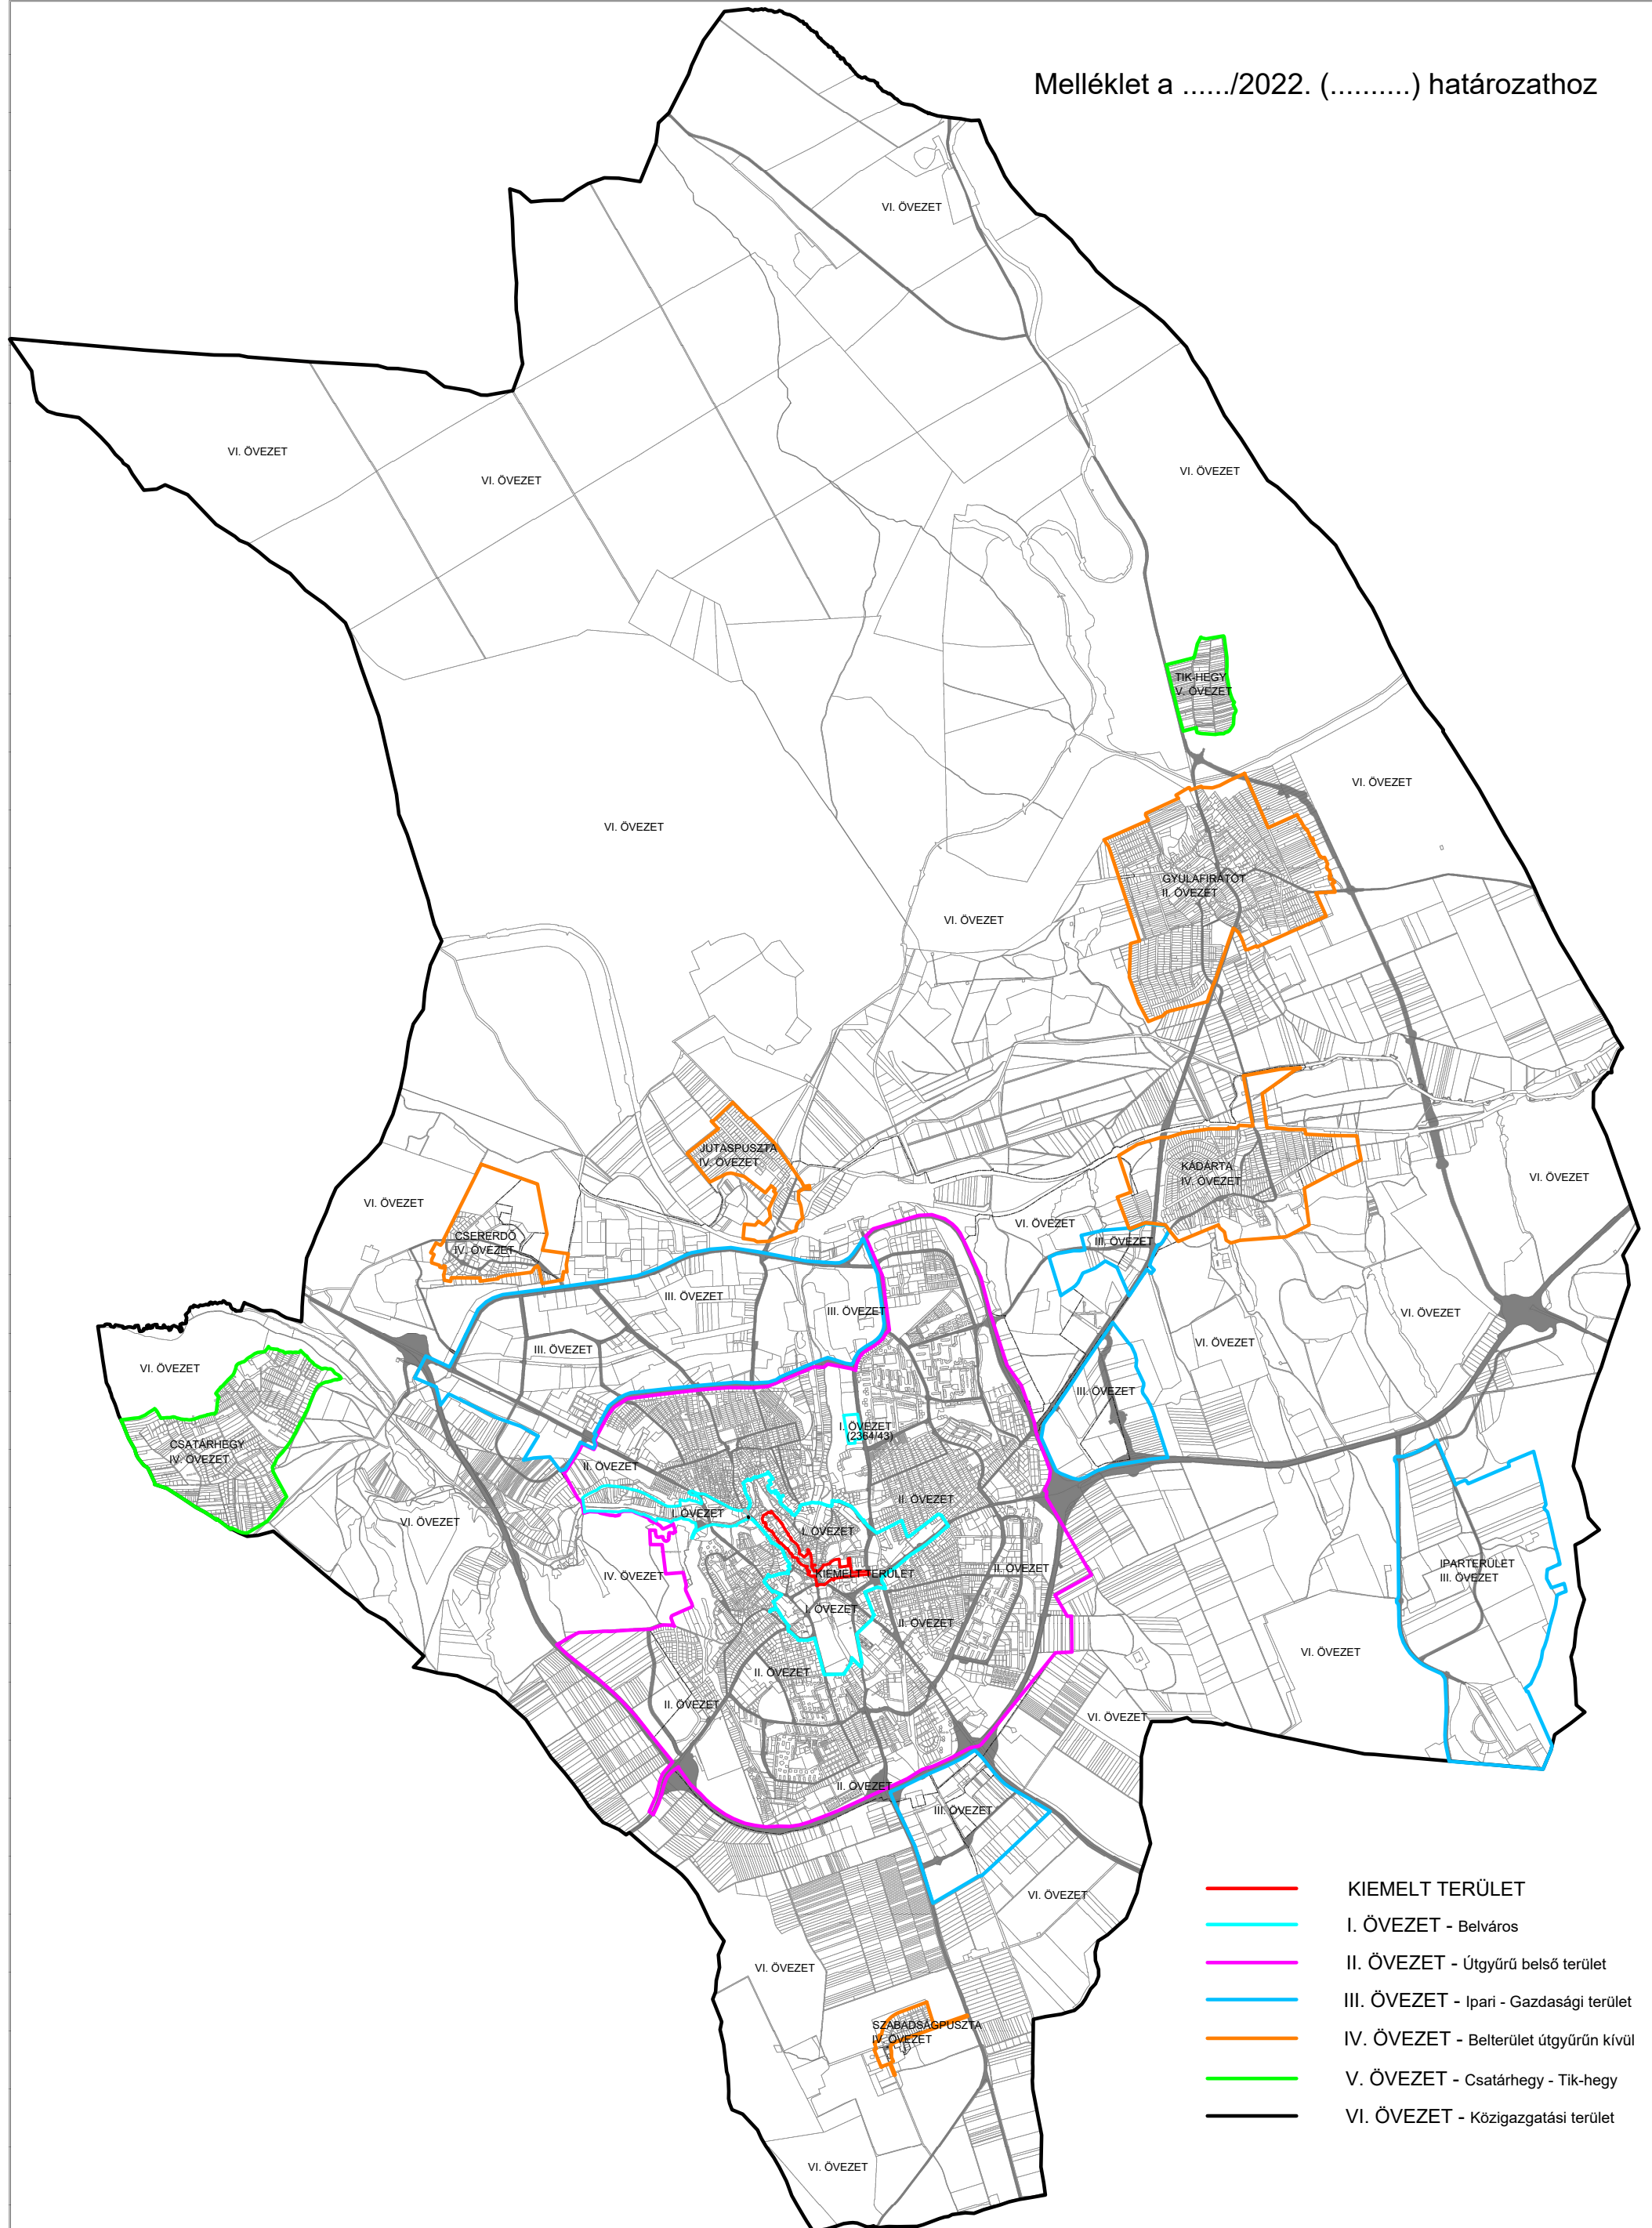 Melléklet a ....../2022. (..........) határozathoz
VI. ÖVEZET
VI. ÖVEZET
VI. ÖVEZET
VI. ÖVEZET
TIK-HEGY
V. ÖVEZET
VI. ÖVEZET
VI. ÖVEZET
GYULAFIRÁTÓT
II. ÖVEZET
VI. ÖVEZET
JUTASPUSZTA
IV. ÖVEZET
KÁDÁRTA
IV. ÖVEZET
VI. ÖVEZET
VI. ÖVEZET
VI. ÖVEZET
CSERERDŐ
IV. ÖVEZET
III. ÖVEZET
III. ÖVEZET
III. ÖVEZET
VI. ÖVEZET
VI. ÖVEZET
III. ÖVEZET
VI. ÖVEZET
III. ÖVEZET
I. ÖVEZET
(2364/43)
CSATÁRHEGY
IV. ÖVEZET
II. ÖVEZET
II. ÖVEZET
I. ÖVEZET
VI. ÖVEZET
I. ÖVEZET
IPARTERÜLET
III. ÖVEZET
II. ÖVEZET
KIEMELT TERÜLET
IV. ÖVEZET
I. ÖVEZET
II. ÖVEZET
VI. ÖVEZET
II. ÖVEZET
II. ÖVEZET
VI. ÖVEZET
II. ÖVEZET
III. ÖVEZET
VI. ÖVEZET
VI. ÖVEZET
SZABADSÁGPUSZTA
IV. ÖVEZET
VI. ÖVEZET
KIEMELT TERÜLET
I. ÖVEZET - Belváros
II. ÖVEZET - Útgyűrű belső terület
III. ÖVEZET - Ipari - Gazdasági terület
IV. ÖVEZET - Belterület útgyűrűn kívül
V. ÖVEZET - Csatárhegy - Tik-hegy
VI. ÖVEZET - Közigazgatási terület